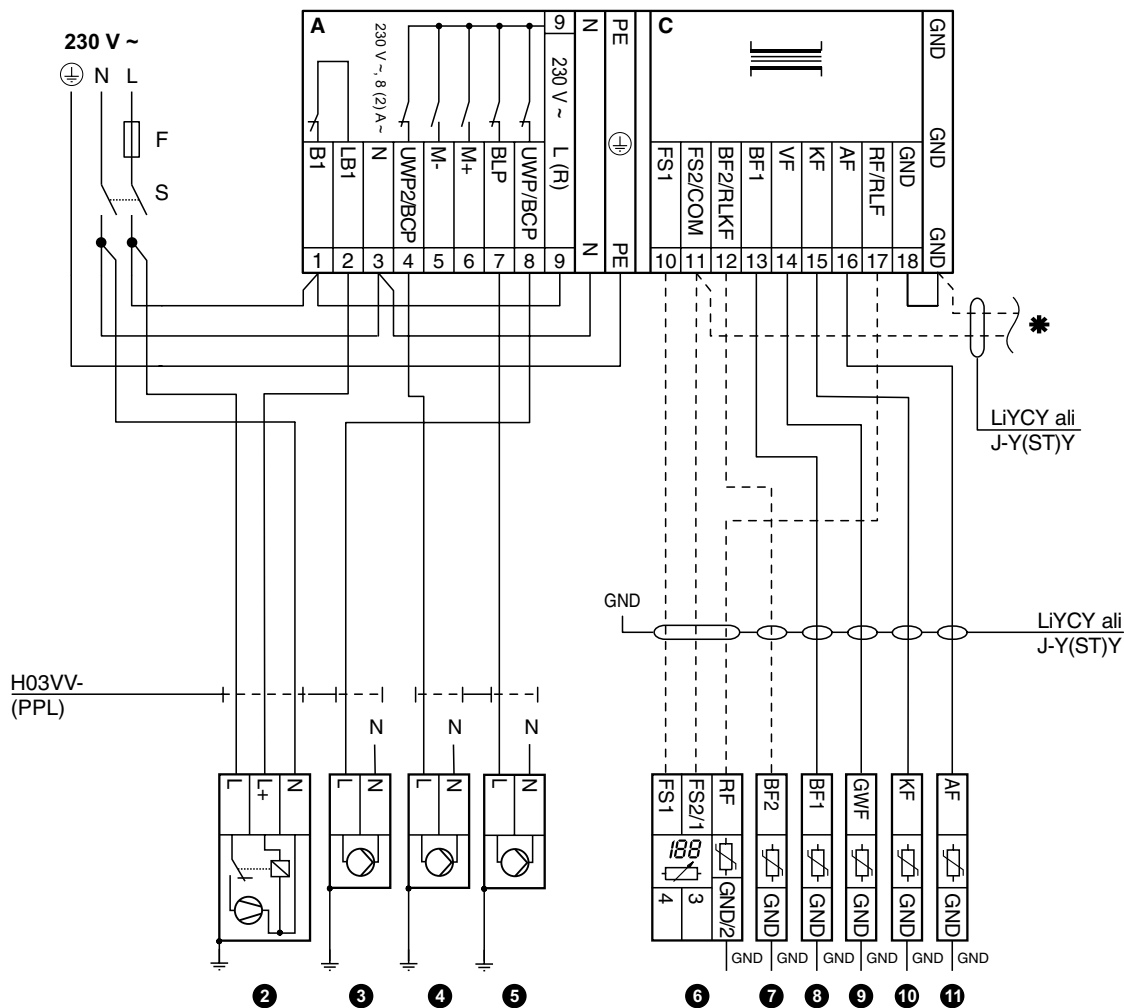 230 V ~
N L
F
S
A
230 V ~, 8 (2) A ~
9
N
PE
230 V ~
L (R)
B1
LB1
N
UWP2/BCP
M-
M+
BLP
UWP/BCP
1 2 3 4 5 6 7 8 9 N PE
C
GND
GND
GND
FS1
FS2/COM
BF2/RLKF
BF1
VF
KF
AF
RF/RLF
GND
10 11 12 13 14 15 16 17 18
*
LiYCY ali
J-Y(ST)Y
GND
LiYCY ali
J-Y(ST)Y
H03VV-
(PPL)
N
N
N
L
L+
N
L
N
L
N
L
N
FS1
FS2/1
RF
188
4
3
GND/2
BF2
GND
BF1
GND
GWF
GND
KF
GND
AF
GND
GND GND GND GND GND GND
2 3 4 5 6 7 8 9 10 11